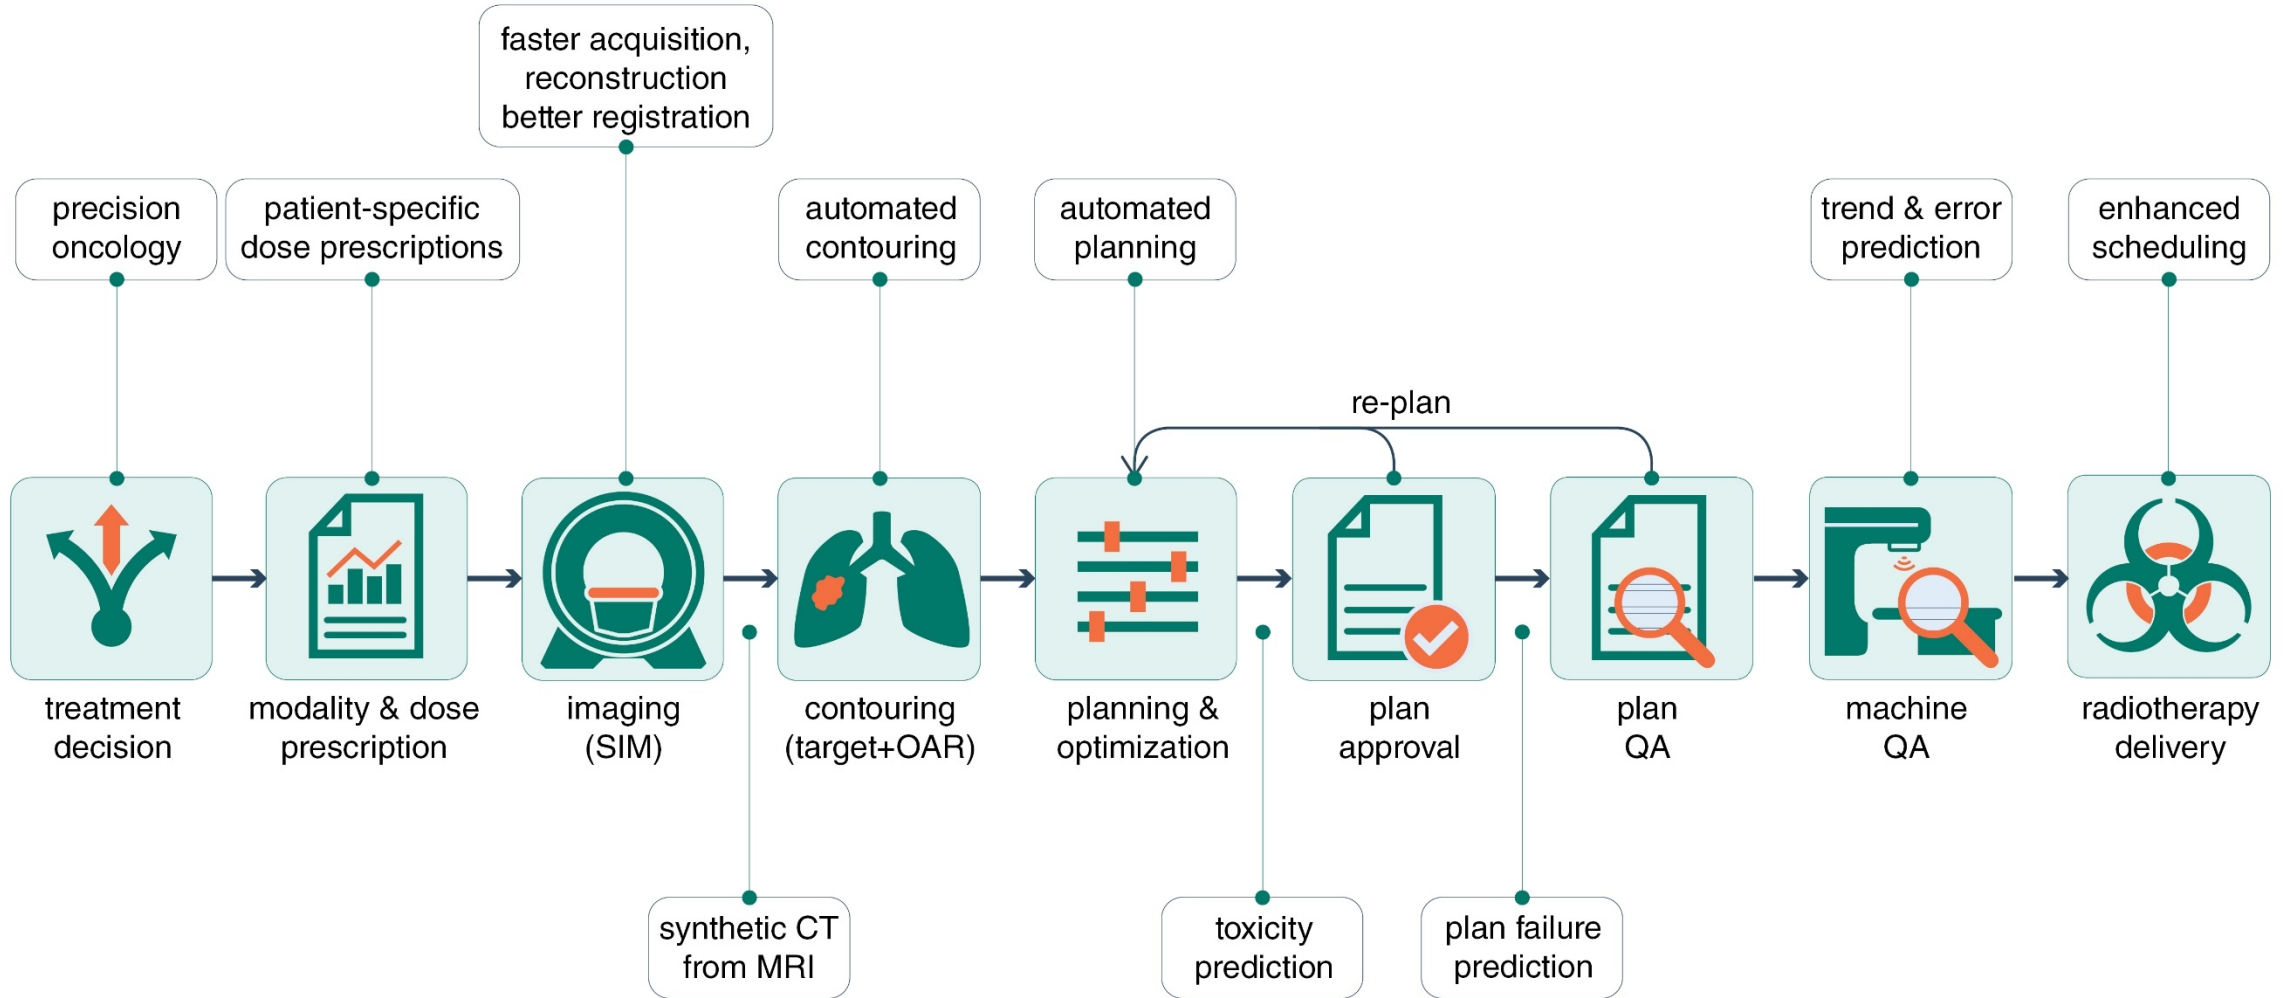 faster acquisition,
reconstruction
better registration
precision
oncology
patient-specific
dose prescriptions
automated
contouring
automated
planning
trend & error
prediction
enhanced
scheduling
re-plan
treatment
decision
modality & dose
prescription
imaging
(SIM)
contouring
(target+OAR)
planning &
optimization
plan
approval
plan
QA
machine
QA
radiotherapy
delivery
synthetic CT
from MRI
toxicity
prediction
plan failure
prediction